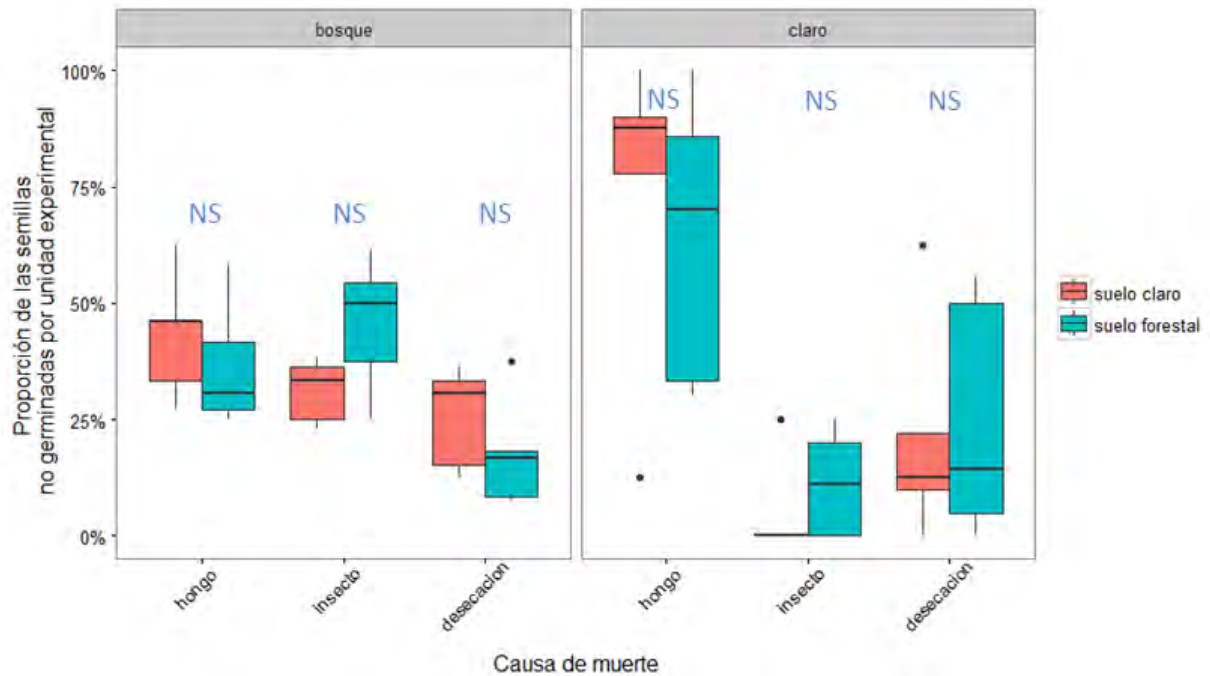 bosque
claro
Proporción de las semillas
no germinadas por unidad experimental
100%
75%
50%
25%
0%
NS
NS
NS
NS
NS
NS
hongo
insecto
desecacion
hongo
insecto
desecacion
Causa de muerte
suelo claro
suelo forestal